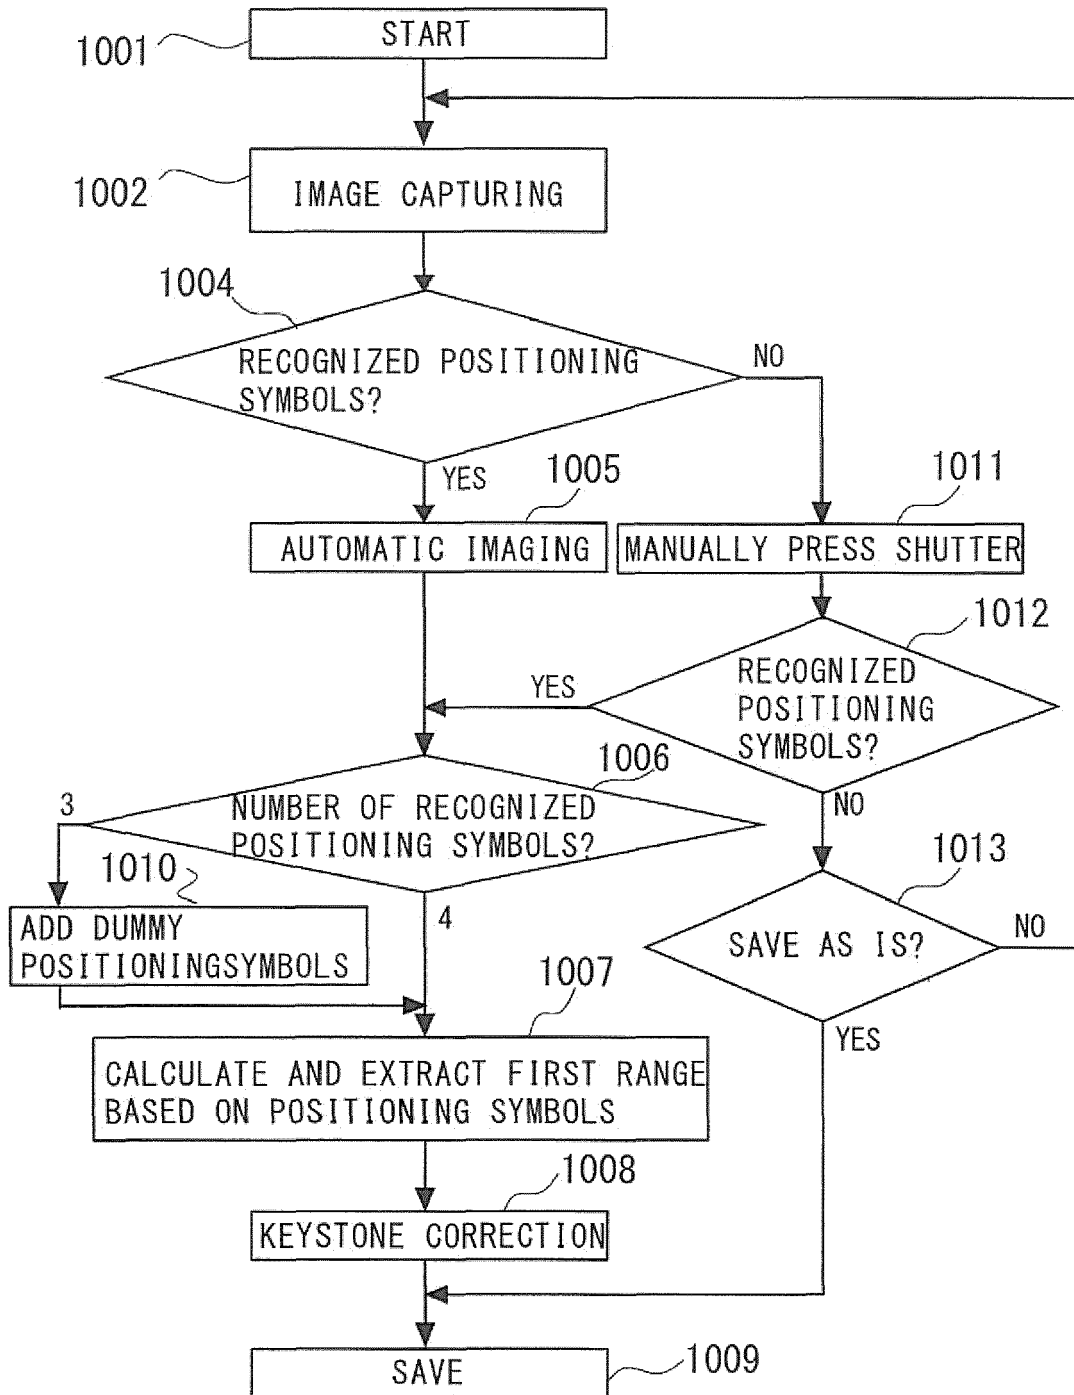 START
1001
1002
IMAGE CAPTURING
1004
RECOGNIZED POSITIONING
SYMBOLS?
NO
YES
1005
1011
AUTOMATIC IMAGING
MANUALLY PRESS SHUTTER
1012
YES
RECOGNIZED
POSITIONING
SYMBOLS?
1006
3
NUMBER OF RECOGNIZED
POSITIONING SYMBOLS?
NO
1013
1010
4
ADD DUMMY
POSITIONINGSYMBOLS
SAVE AS IS?
NO
1007
YES
CALCULATE AND EXTRACT FIRST RANGE
BASED ON POSITIONING SYMBOLS
1008
KEYSTONE CORRECTION
SAVE
1009